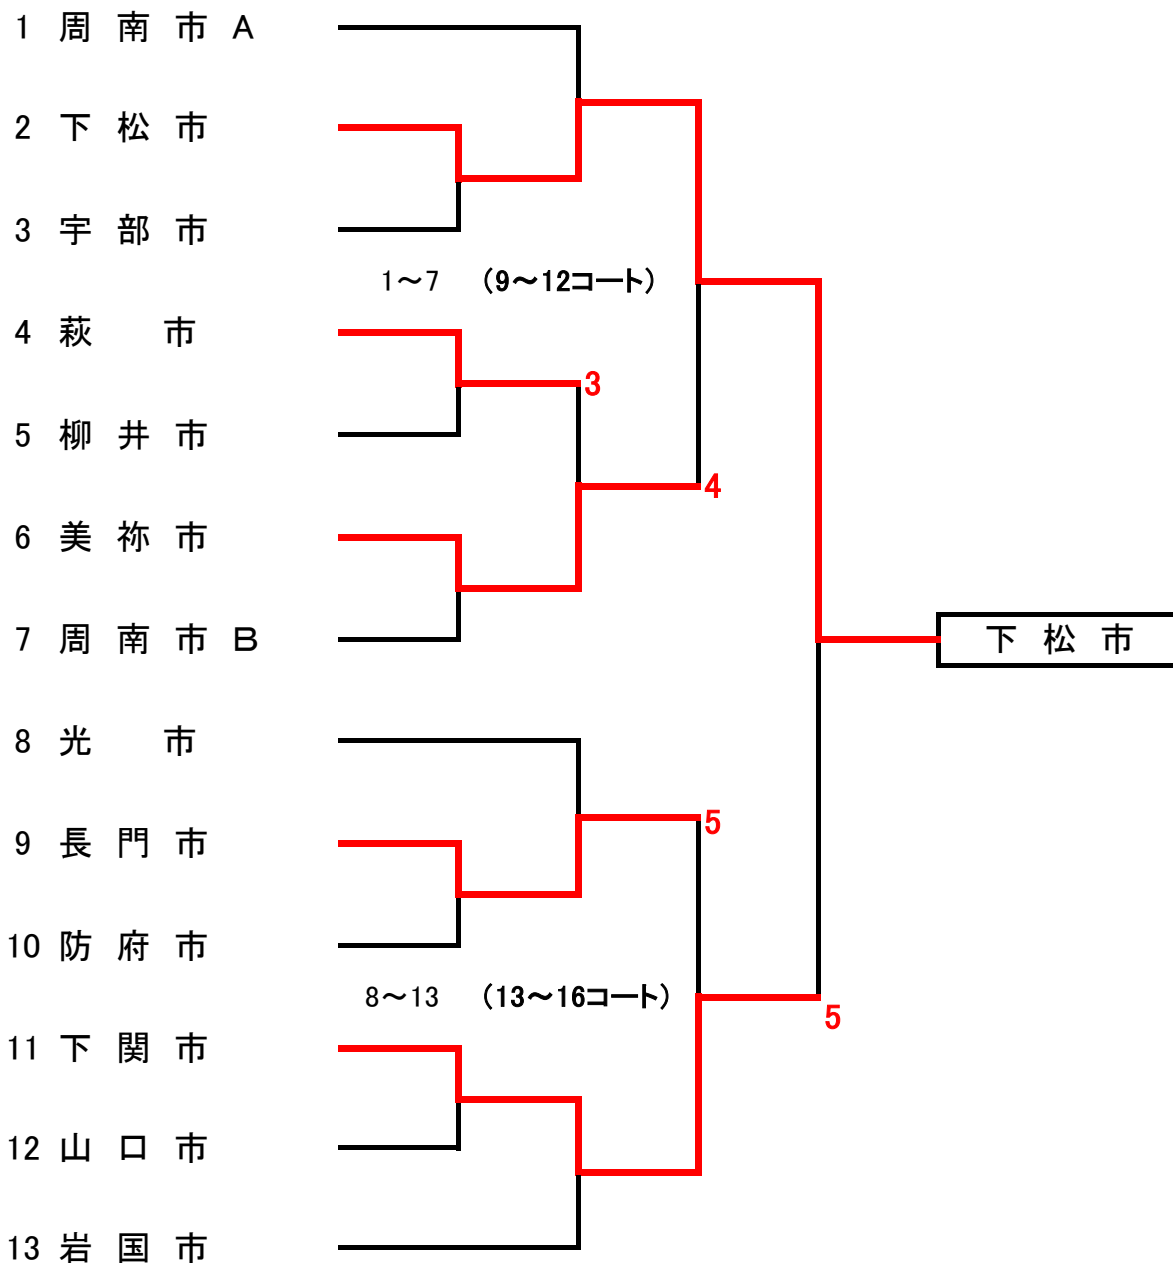 1 周南市A
2 下松市
3 宇部市
1～7 （9～12コート）
4 萩市
3
5 柳井市
4
6 美祢市
7 周南市B
下松市
8 光市
5
9 長門市
10 防府市
8～13 （13～16コート）
5
11 下関市
12 山口市
13 岩国市